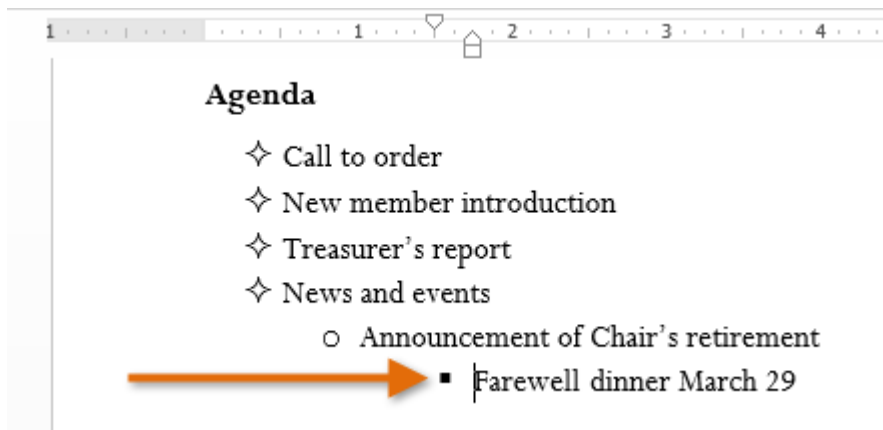 1 1 2 3 4
Agenda
Call to order
New member introduction
Treasurer’s report
News and events
Announcement of Chair’s retirement
Farewell dinner March 29